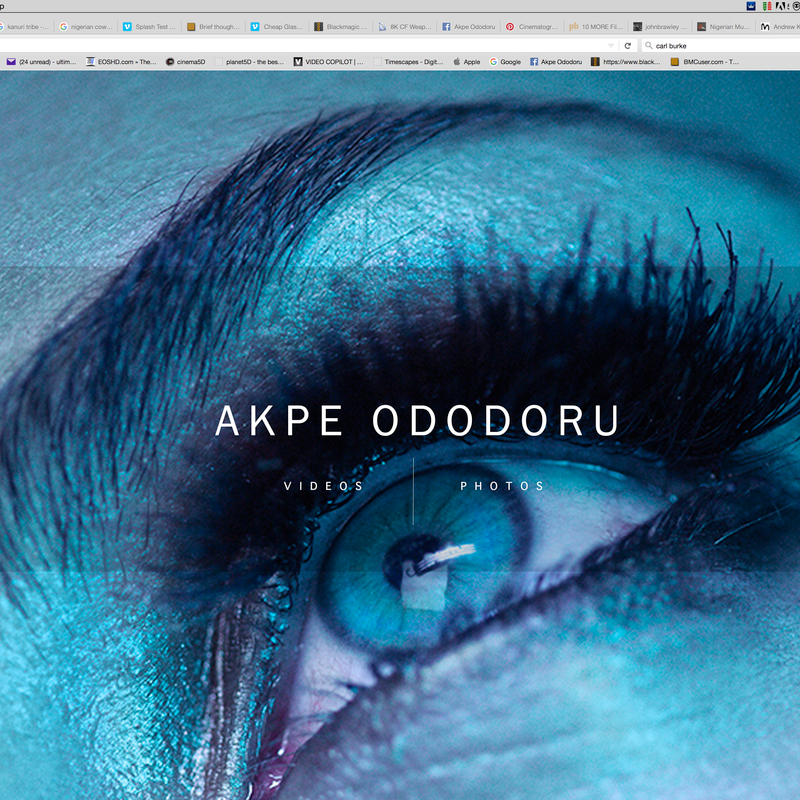 p
kanuri tribe -...
nigerian cow...
Splash Test ...
Brief though...
Cheap Glas...
Blackmagic ...
8K CF Weap...
Akpe Ododoru
Cinematogr...
10 MORE Fil...
johnbrawley ...
Nigerian Mu...
Andrew K
carl burke
(24 unread) - ultim...
EOSHD.com » The...
cinema5D
planet5D - the bes...
VIDEO COPILOT | ...
Timescapes - Digit...
Apple
Google
Akpe Ododoru
https://www.black...
BMCuser.com - T...
AKPE ODODORU
VIDEOS
PHOTOS